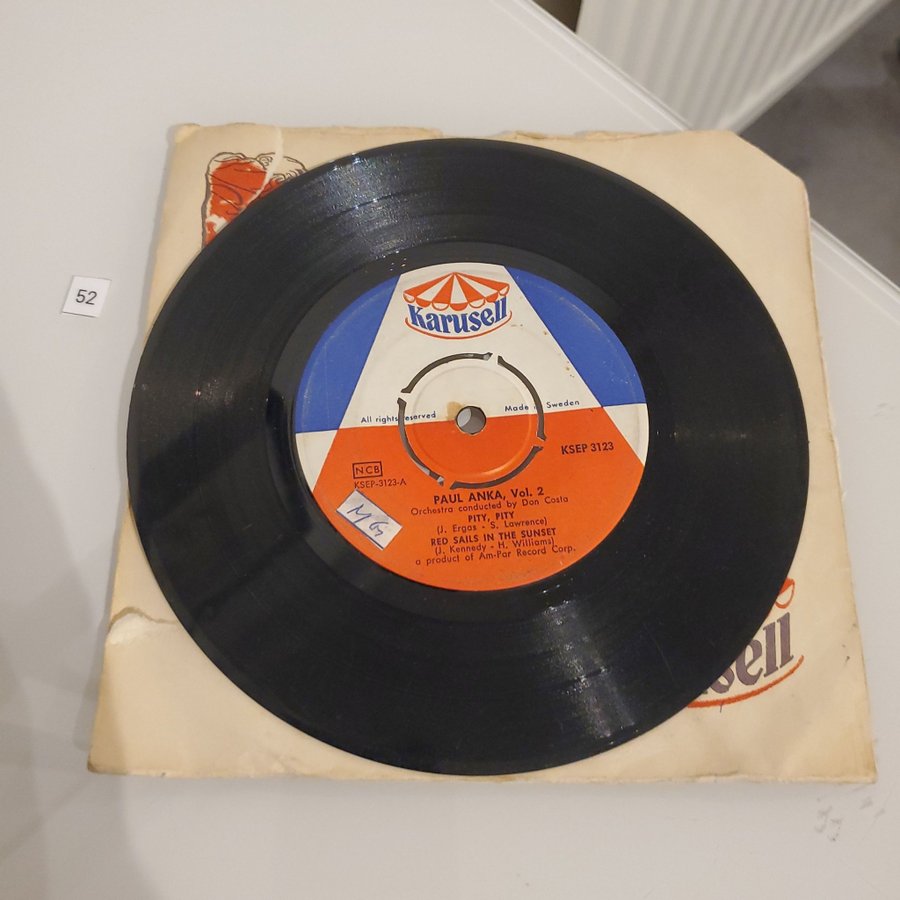 52
Karusell
All rights reserved
Made in Sweden
KSEP 3123
NCB
KSEP-3123-A
PAUL ANKA, Vol. 2
Orchestra conducted by Don Costa
PITY, PITY
(J. Ergas - S. Lawrence)
RED SAILS IN THE SUNSET
(J. Kennedy - H. Williams)
a product of Am-Par Record Corp.
sell